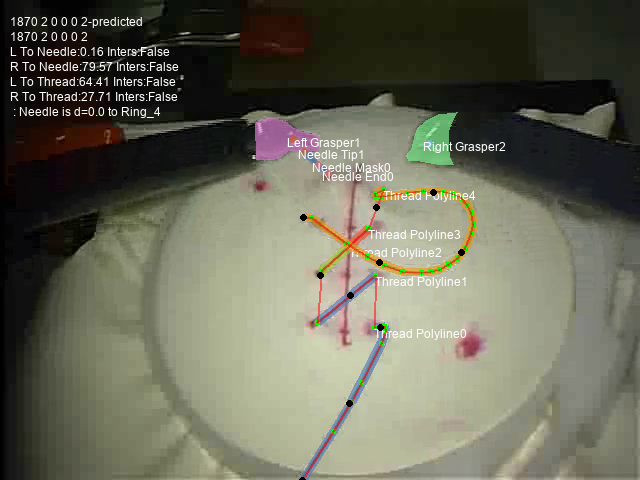 1870 2 0 0 0 2-predicted
1870 2 0 0 0 2
L To Needle:0.16 Inters:False
R To Needle:79.57 Inters:False
L To Thread:64.41 Inters:False
R To Thread:27.71 Inters:False
: Needle is d=0.0 to Ring_4
Left Grasper1
Right Grasper2
Needle Tip1
Needle Mask0
Needle End0
Thread Polyline4
Thread Polyline3
Thread Polyline2
Thread Polyline1
Thread Polyline0